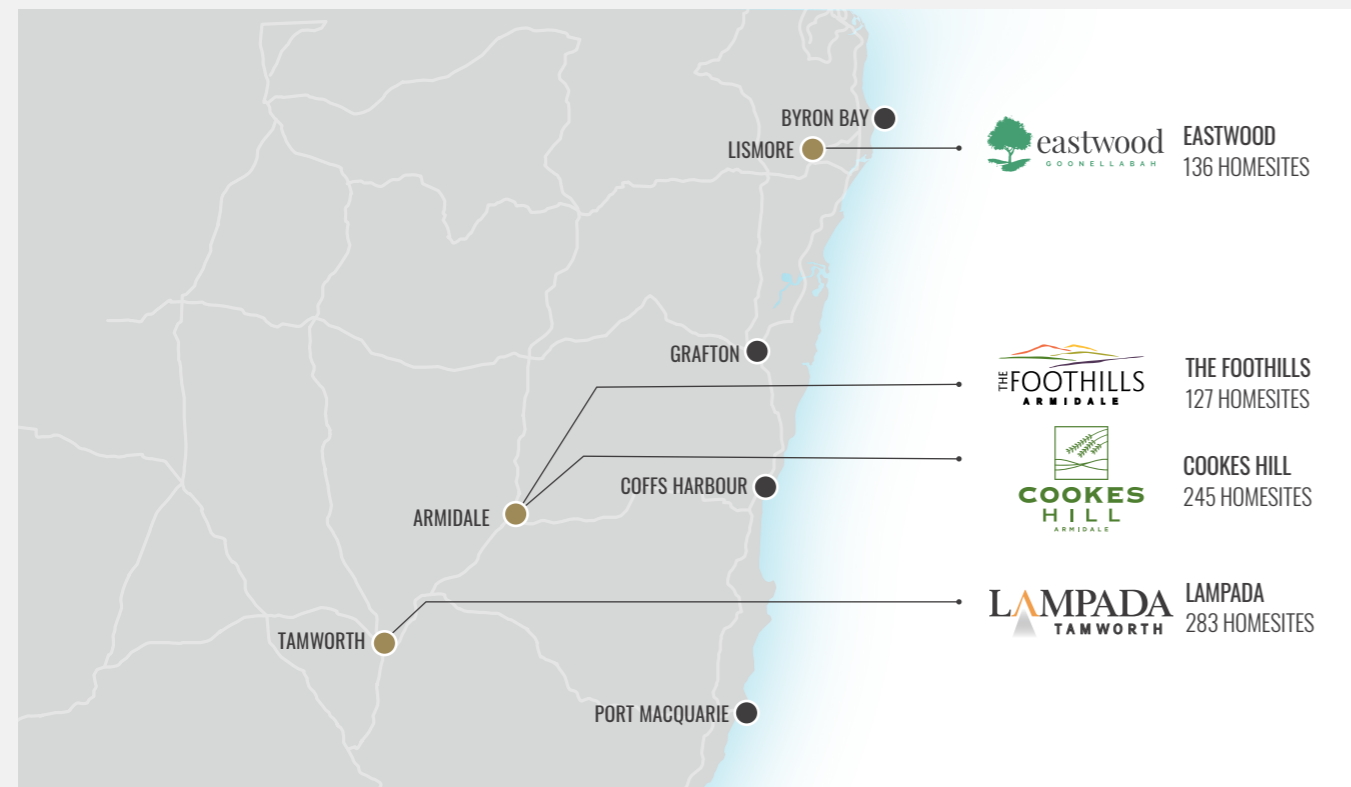 BYRON BAY
LISMORE
eastwood
GOONELLABAH
EASTWOOD
136 HOMESITES
GRAFTON
THE FOOTHILLS
ARMIDALE
THE FOOTHILLS
127 HOMESITES
COFFS HARBOUR
ARMIDALE
COOKES
HILL
ARMIDALE
COOKES HILL
245 HOMESITES
TAMWORTH
LAMPADA
TAMWORTH
LAMPADA
283 HOMESITES
PORT MACQUARIE